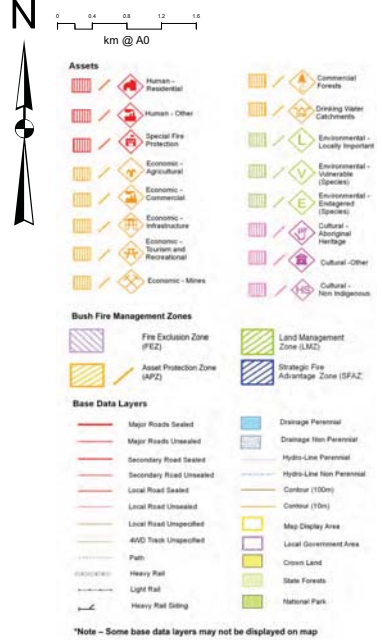 N
0 0.4 0.8 1.2 1.6
km @ A0
Assets
Human -
Residential
Human - Other
Special Fire
Protection
Economic -
Agricultural
Economic -
Commercial
Economic -
Infrastructure
Economic -
Tourism and
Recreational
Economic - Mines
Commercial
Forests
Drinking Water
Catchments
L
Environmental -
Locally Important
V
Environmental -
Vulnerable
(Species)
E
Environmental -
Endagered
(Species)
Cultural -
Aboriginal
Heritage
Cultural -Other
HS
Cultural -
Non Indigenous
Bush Fire Management Zones
Fire Exclusion Zone
(FEZ)
Asset Protection Zone
(APZ)
Land Management
Zone (LMZ)
Strategic Fire
Advantage Zone (SFAZ)
Base Data Layers
Major Roads Sealed
Major Roads Unsealed
Secondary Road Sealed
Secondary Road Unsealed
Local Road Sealed
Local Road Unsealed
Local Road Unspecified
4WD Track Unspecified
Path
Heavy Rail
Light Rail
Heavy Rail Siding
Drainage Perennial
Drainage Non Perennial
Hydro-Line Perennial
Hydro-Line Non Perennial
Contour (100m)
Contour (10m)
Map Display Area
Local Government Area
Crown Land
State Forests
National Park
*Note – Some base data layers may not be displayed on map